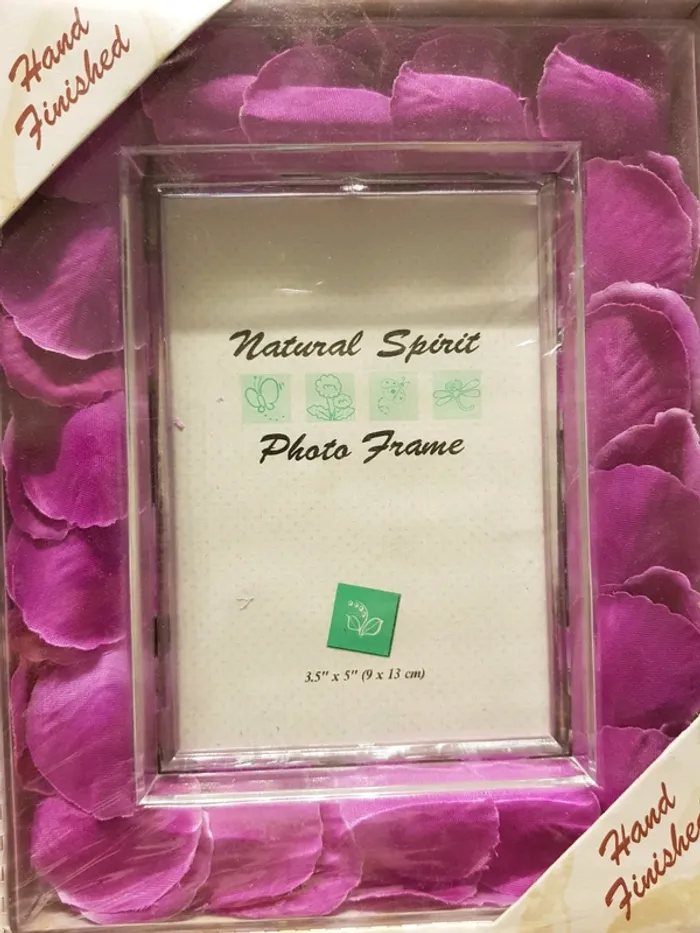 Hand
Finished
Natural Spirit
Photo Frame
3.5" x 5" (9 x 13 cm)
Hand
Finished